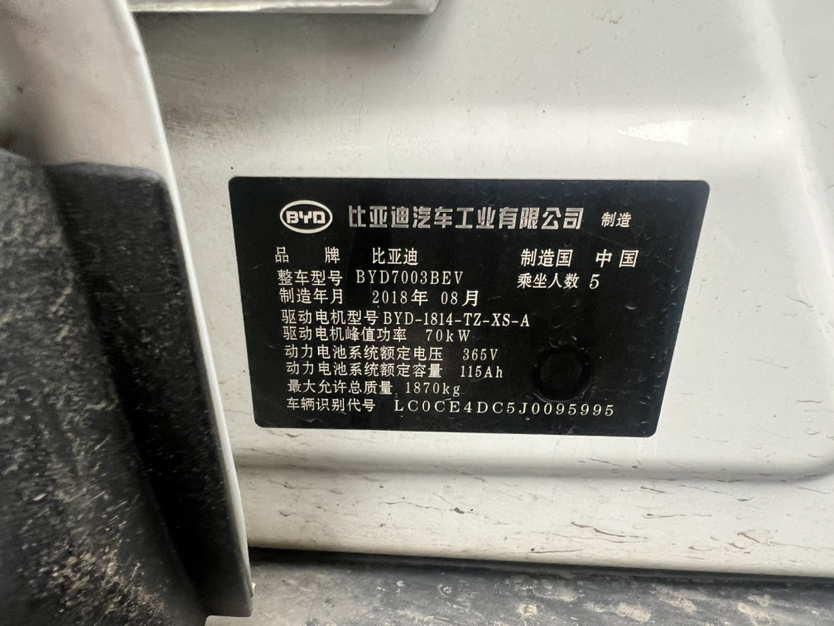 BYD 比亚迪汽车工业有限公司 制造
品牌 比亚迪 制造国 中国
整车型号 BYD7003BEV 乘坐人数 5
制造年月 2018年 08月
驱动电机型号 BYD-1814-TZ-XS-A
驱动电机峰值功率 70kW
动力电池系统额定电压 365V
动力电池系统额定容量 115Ah
最大允许总质量 1870kg
车辆识别代号 LC0CE4DC5J0095995